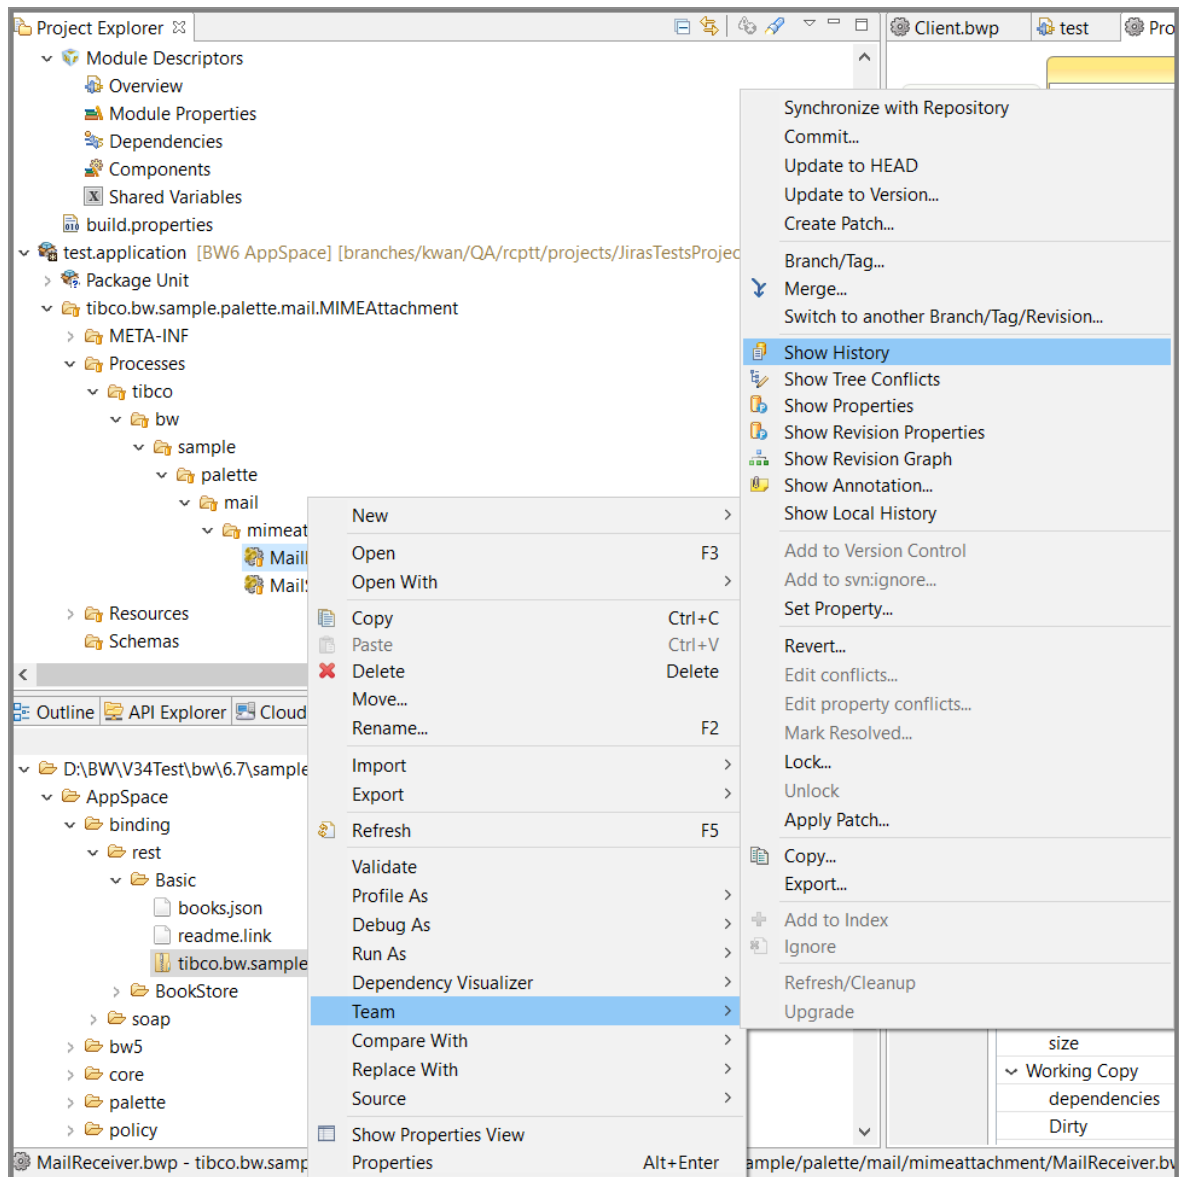 Project Explorer
Module Descriptors
Overview
Module Properties
Dependencies
Components
Shared Variables
build.properties
test.application [BW6 AppSpace] [branches/kwan/QA/rcptt/projects/JirasTestsProjec
Package Unit
tibco.bw.sample.palette.mail.MIMEAttachment
META-INF
Processes
tibco
bw
sample
palette
mail
mimeat
Mail
Mail
Resources
Schemas
Outline
API Explorer
Cloud
D:\BW\V34Test\bw\6.7\sample
AppSpace
binding
rest
Basic
books.json
readme.link
tibco.bw.sample
BookStore
soap
bw5
core
palette
policy
MailReceiver.bwp - tibco.bw.samp
New
Open F3
Open With
Copy Ctrl+C
Paste Ctrl+V
Delete Delete
Move...
Rename... F2
Import
Export
Refresh F5
Validate
Profile As
Debug As
Run As
Dependency Visualizer
Team
Compare With
Replace With
Source
Show Properties View
Properties Alt+Enter
Client.bwp
test
Pro
Synchronize with Repository
Commit...
Update to HEAD
Update to Version...
Create Patch...
Branch/Tag...
Merge...
Switch to another Branch/Tag/Revision...
Show History
Show Tree Conflicts
Show Properties
Show Revision Properties
Show Revision Graph
Show Annotation...
Show Local History
Add to Version Control
Add to svn:ignore...
Set Property...
Revert...
Edit conflicts...
Edit property conflicts...
Mark Resolved...
Lock...
Unlock
Apply Patch...
Copy...
Export...
Add to Index
Ignore
Refresh/Cleanup
Upgrade
size
Working Copy
dependencies
Dirty
ample/palette/mail/mimeattachment/MailReceiver.bv